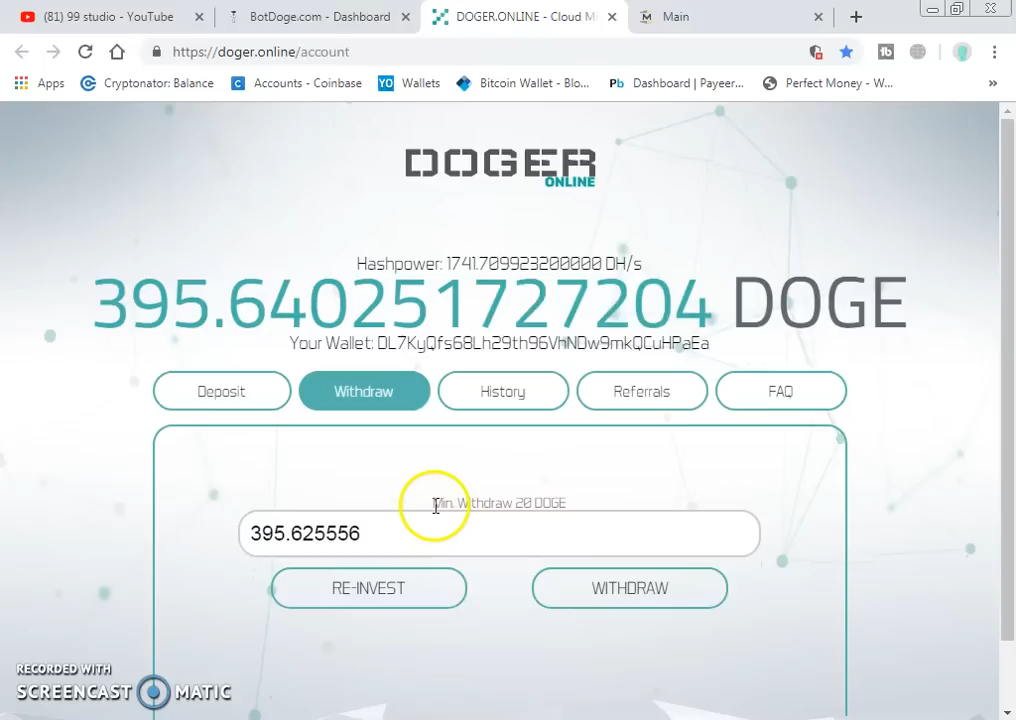 (81) 99 studio - YouTube
BotDoge.com - Dashboard
DOGER.ONLINE - Cloud Mi
Main
https://doger.online/account
Apps
Cryptonator: Balance
Accounts - Coinbase
YO Wallets
Bitcoin Wallet - Blo...
Pb Dashboard | Payeer...
Perfect Money - W...
DOGER
ONLINE
Hashpower: 1741.709923200000 DH/s
395.640251727204 DOGE
Your Wallet: DL7KyQfs68Lh29th96VhNDw9mkQCuHPaEa
Deposit
Withdraw
History
Referrals
FAQ
Min. Withdraw 20 DOGE
395.625556
RE-INVEST
WITHDRAW
RECORDED WITH
SCREENCAST MATIC